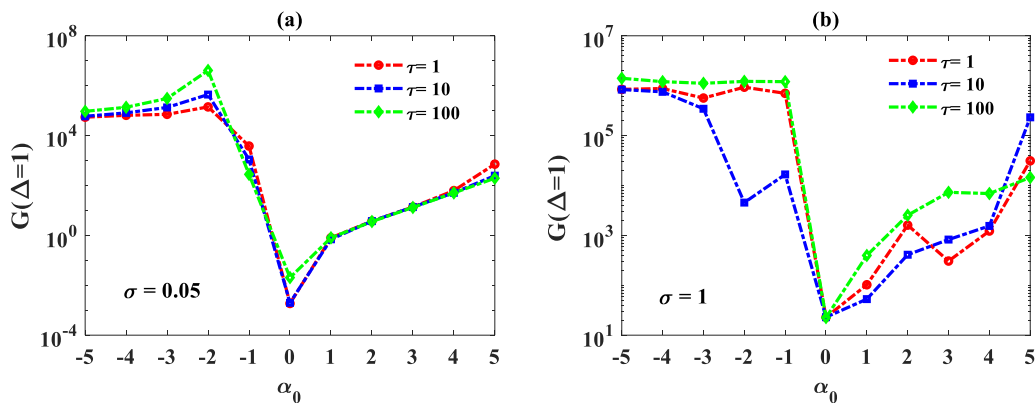 (a)
10^8
10^4
10^0
10^-4
G(Δ=1)
τ= 1
τ= 10
τ= 100
σ = 0.05
-5 -4 -3 -2 -1 0 1 2 3 4 5
α_0
(b)
10^7
10^5
10^3
10^1
G(Δ=1)
τ= 1
τ= 10
τ= 100
σ = 1
-5 -4 -3 -2 -1 0 1 2 3 4 5
α_0